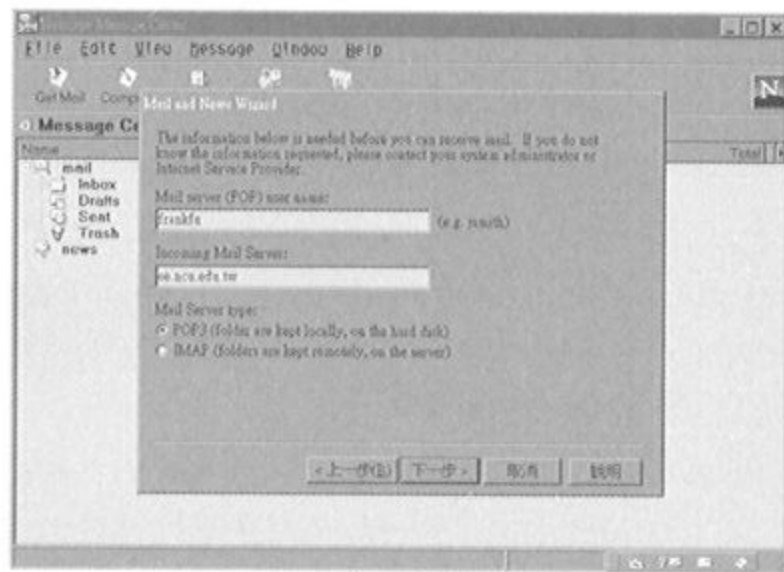 File Edit View Message Window Help
Get Mail
Mail and News Wizard
Message Ce
Name
Total
mail
Inbox
Drafts
Sent
Trash
news
The information below is needed before you can receive mail. If you do not
know the information requested, please contact your system administrator or
Internet Service Provider.
Mail server (POP) user name:
frankfu
(e.g. jsmith)
Incoming Mail Server:
Mail Server type:
POP3 (folder are kept locally, on the hard disk)
IMAP (folders are kept remotely, on the server)
<上一步(B)
下一步>
取消
說明
N